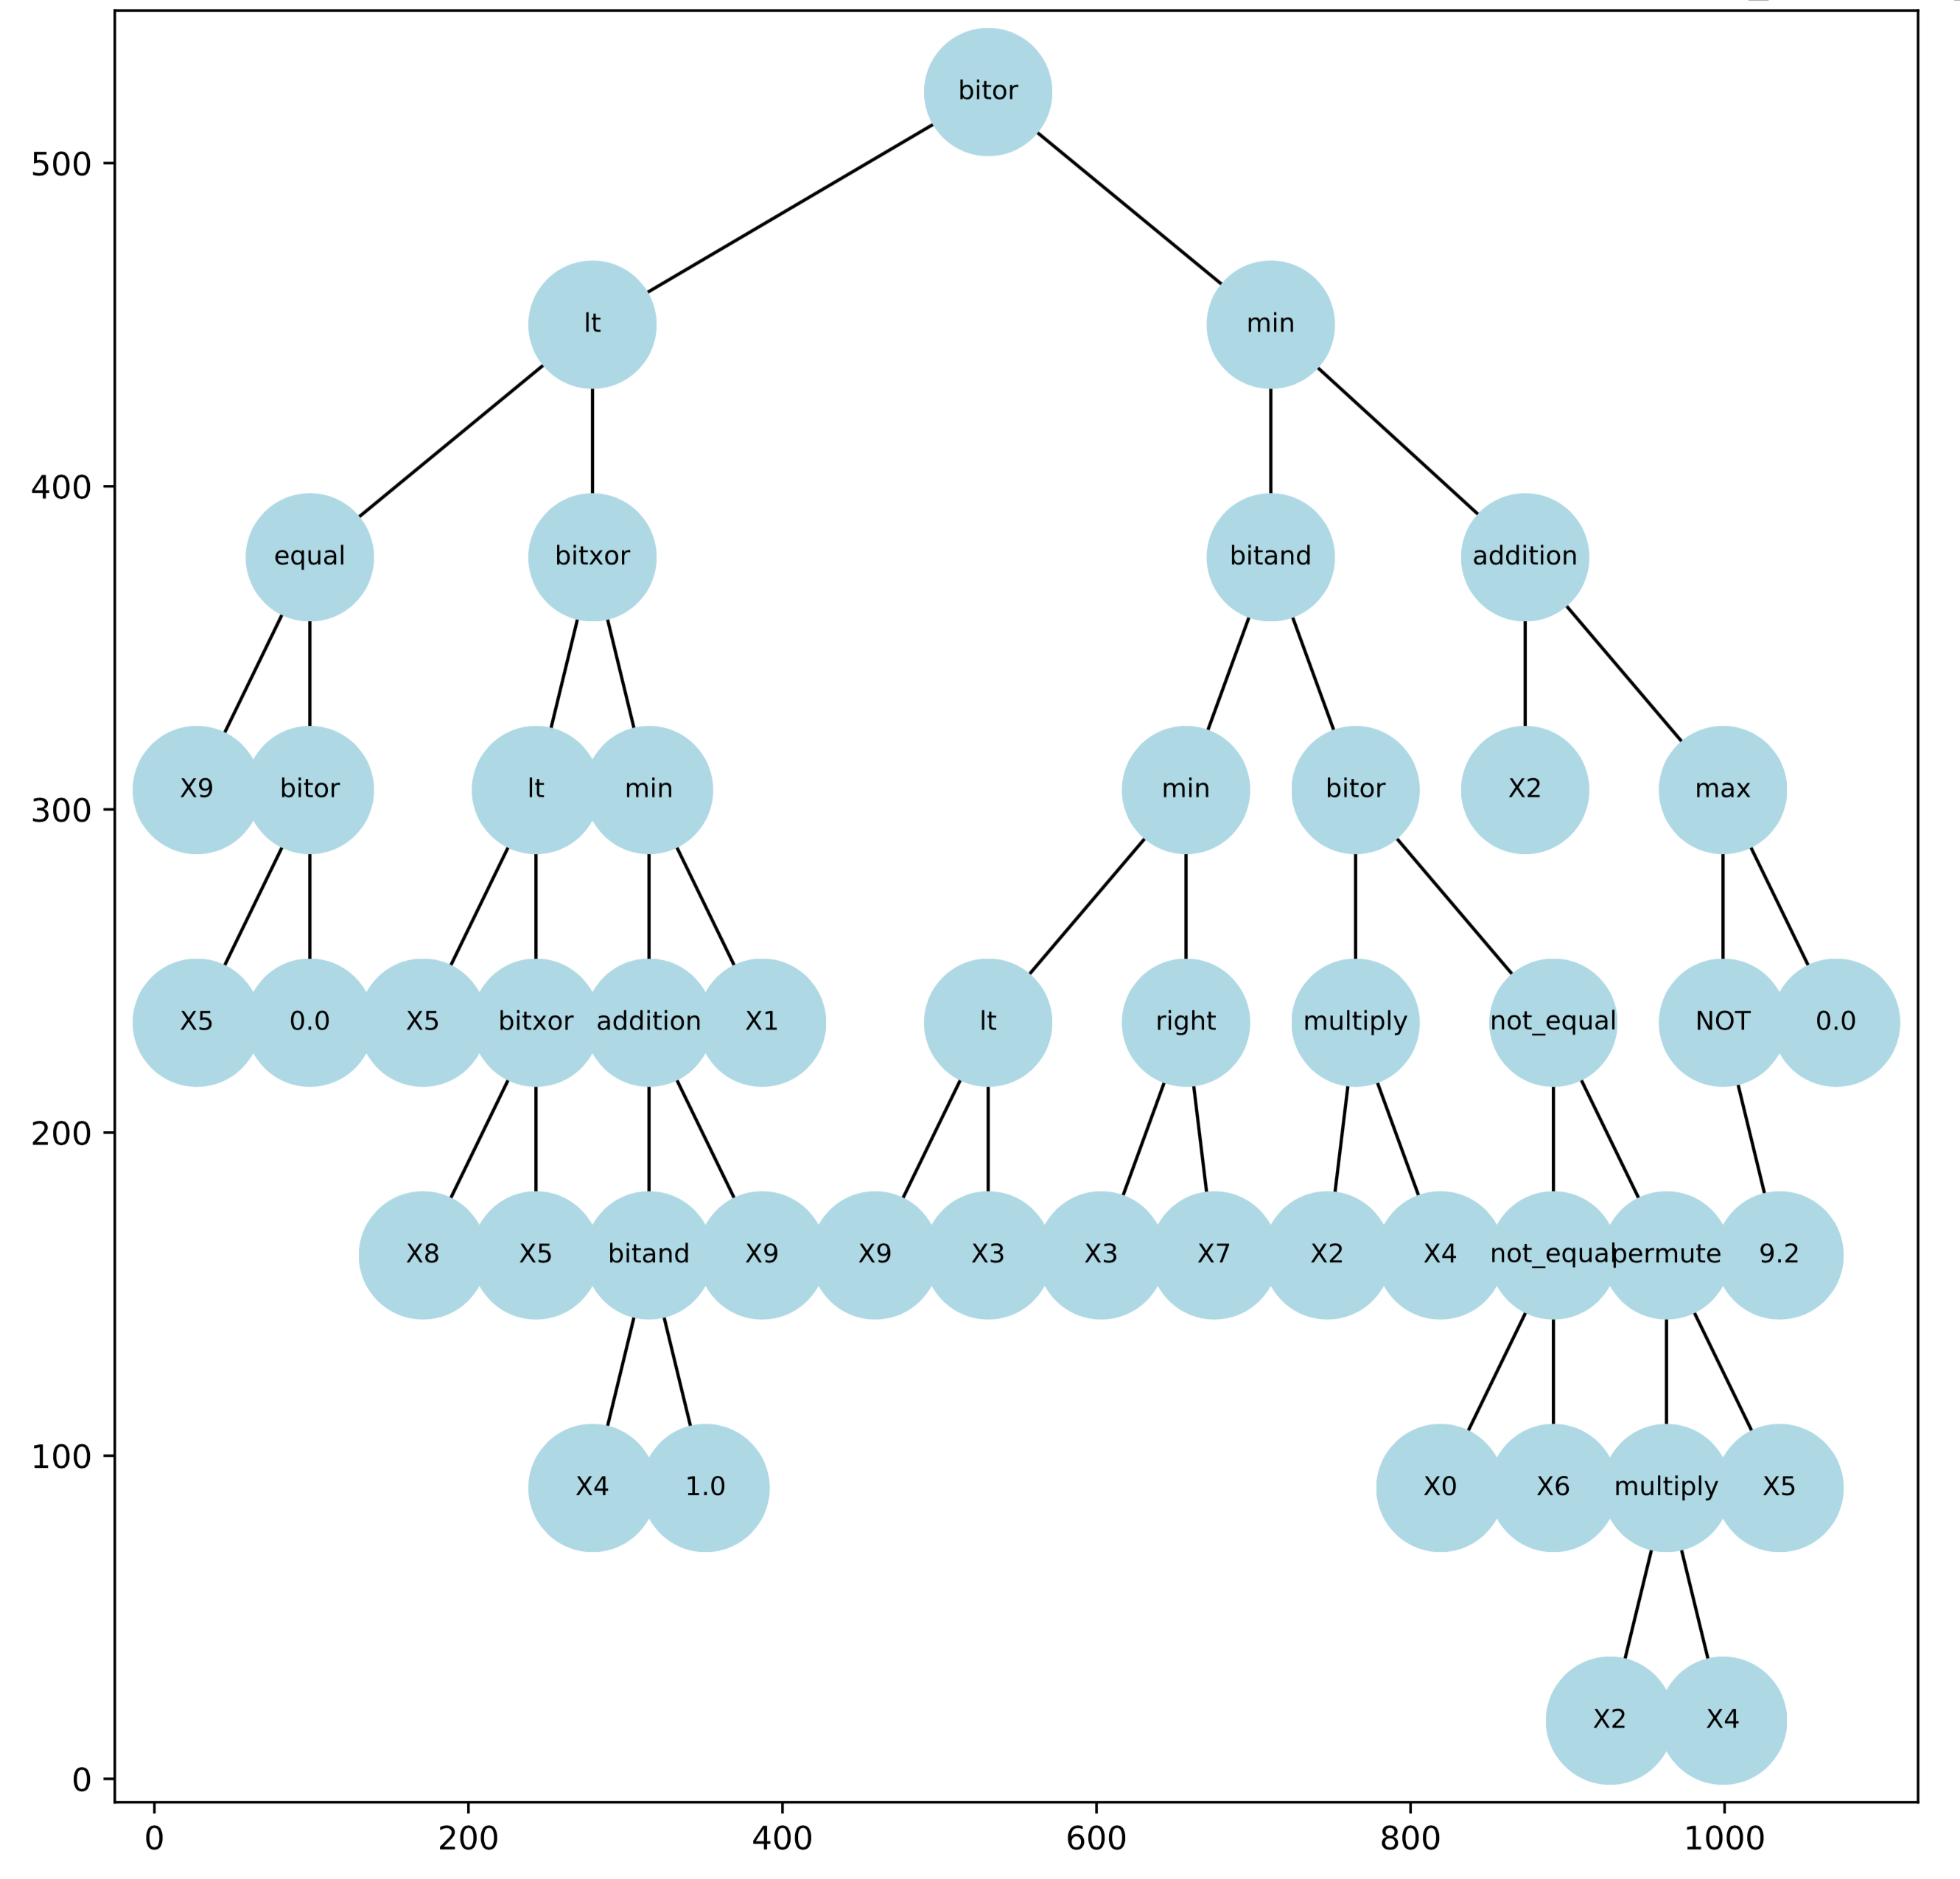 bitor
500
lt min
400
equal bitxor bitand addition
300
X9 bitor lt min min bitor X2 max
X5 0.0 X5 bitxor addition X1 lt right multiply not_equal NOT 0.0
200
X8 X5 bitand X9 X9 X3 X3 X7 X2 X4 not_equal permute 9.2
100
X4 1.0 X0 X6 multiply X5
X2 X4
0
0 200 400 600 800 1000